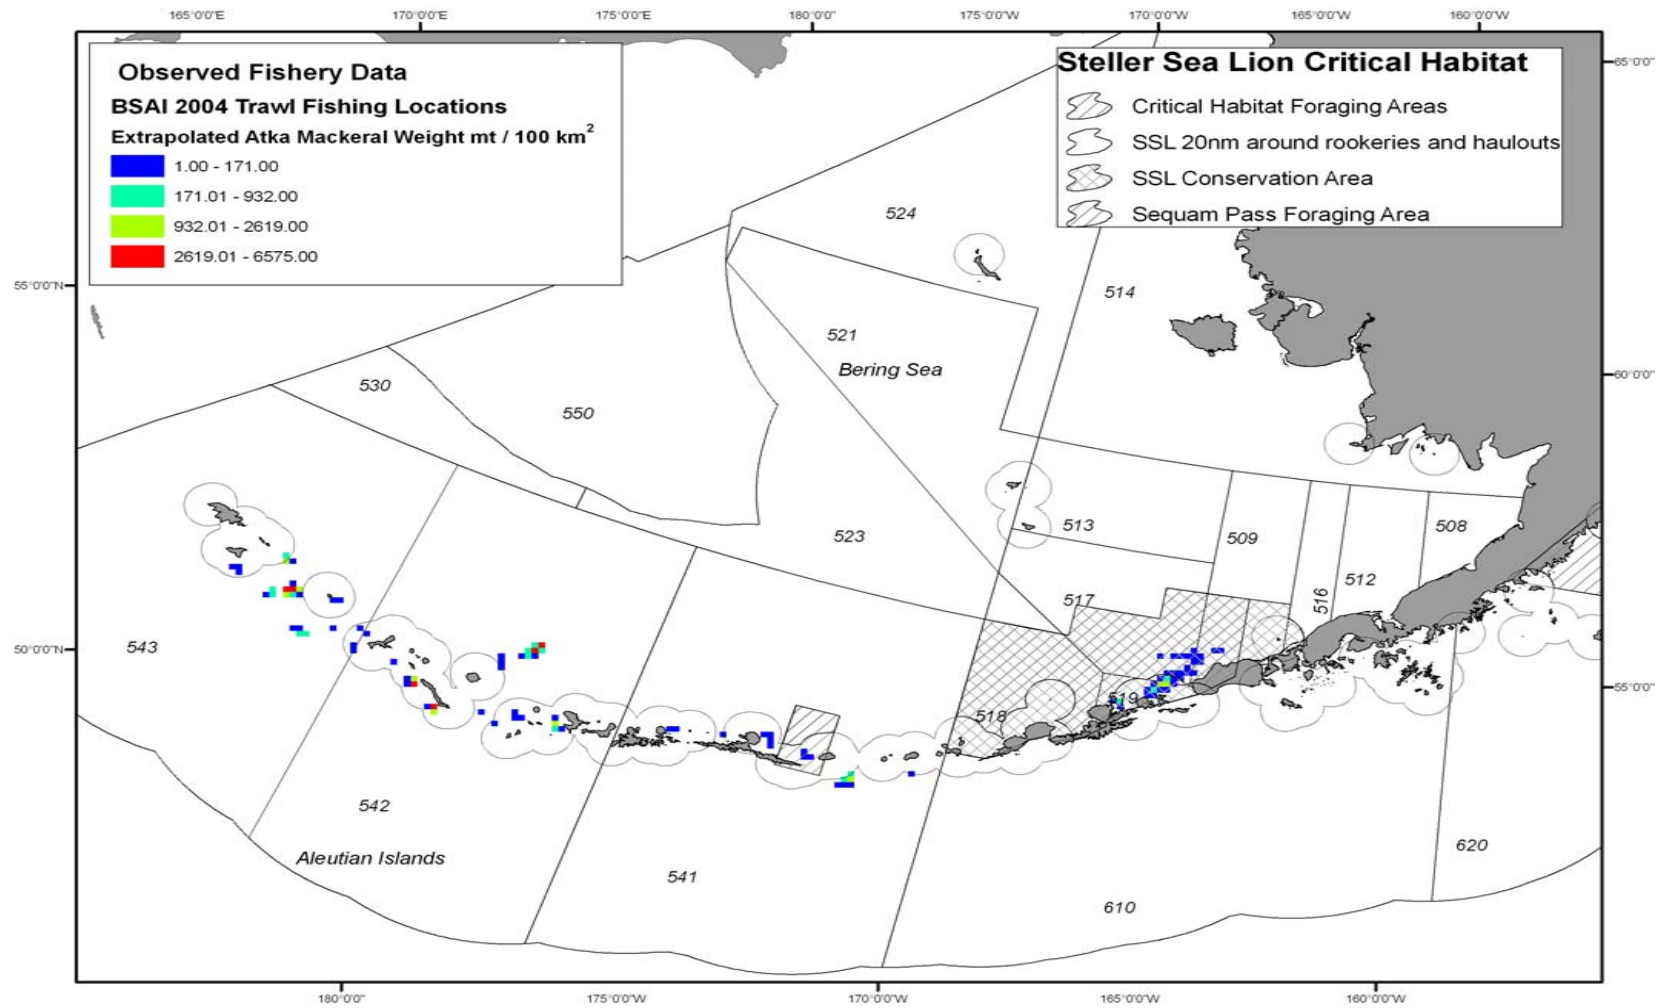 165°0'0"E 170°0'0"E 175°0'0"E 180°0'0" 175°0'0"W 170°0'0"W 165°0'0"W 160°0'0"W
Observed Fishery Data
BSAI 2004 Trawl Fishing Locations
Extrapolated Atka Mackeral Weight mt / 100 km²
1.00 - 171.00
171.01 - 932.00
932.01 - 2619.00
2619.01 - 6575.00
Steller Sea Lion Critical Habitat
Critical Habitat Foraging Areas
SSL 20nm around rookeries and haulouts
SSL Conservation Area
Sequam Pass Foraging Area
65°0'0"N
524
55°0'0"N
514
521
Bering Sea
60°0'0"N
530
550
513
508
523
509
512
517
516
543
50°0'0"N
55°0'0"N
519
518
542
620
Aleutian Islands
541
610
180°0'0" 175°0'0"W 170°0'0"W 165°0'0"W 160°0'0"W